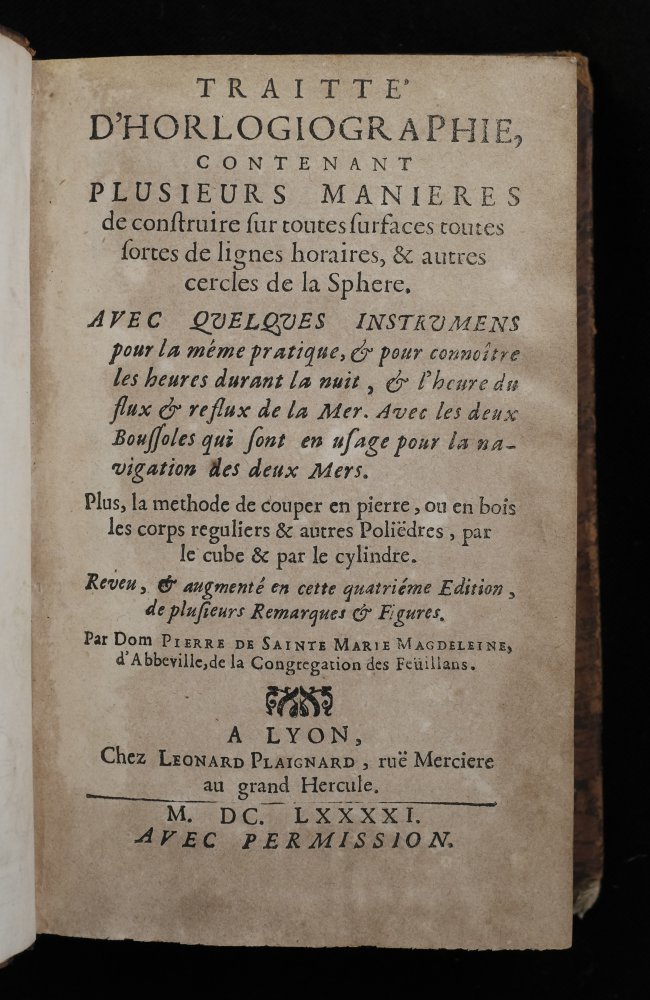 TRAITTÉ
D'HORLOGIOGRAPHIE,
CONTENANT
PLUSIEURS MANIERES
de conſtruire ſur toutes ſurfaces toutes
ſortes de lignes horaires, & autres
cercles de la Sphere.
AVEC QVELQVES INSTRVMENS
pour la méme pratique, & pour connoître
les heures durant la nuit, & l'heure du
flux & reflux de la Mer. Avec les deux
Bouſſoles qui ſont en uſage pour la na-
vigation des deux Mers.
Plus, la methode de couper en pierre, ou en bois
les corps reguliers & autres Poliëdres, par
le cube & par le cylindre.
Reveu, & augmenté en cette quatriéme Edition,
de pluſieurs Remarques & Figures.
Par Dom PIERRE DE SAINTE MARIE MAGDELEINE,
d'Abbeville, de la Congregation des Feüillans.
A LYON,
Chez LEONARD PLAIGNARD, ruë Merciere
au grand Hercule.
M. DC. LXXXXI.
AVEC PERMISSION.